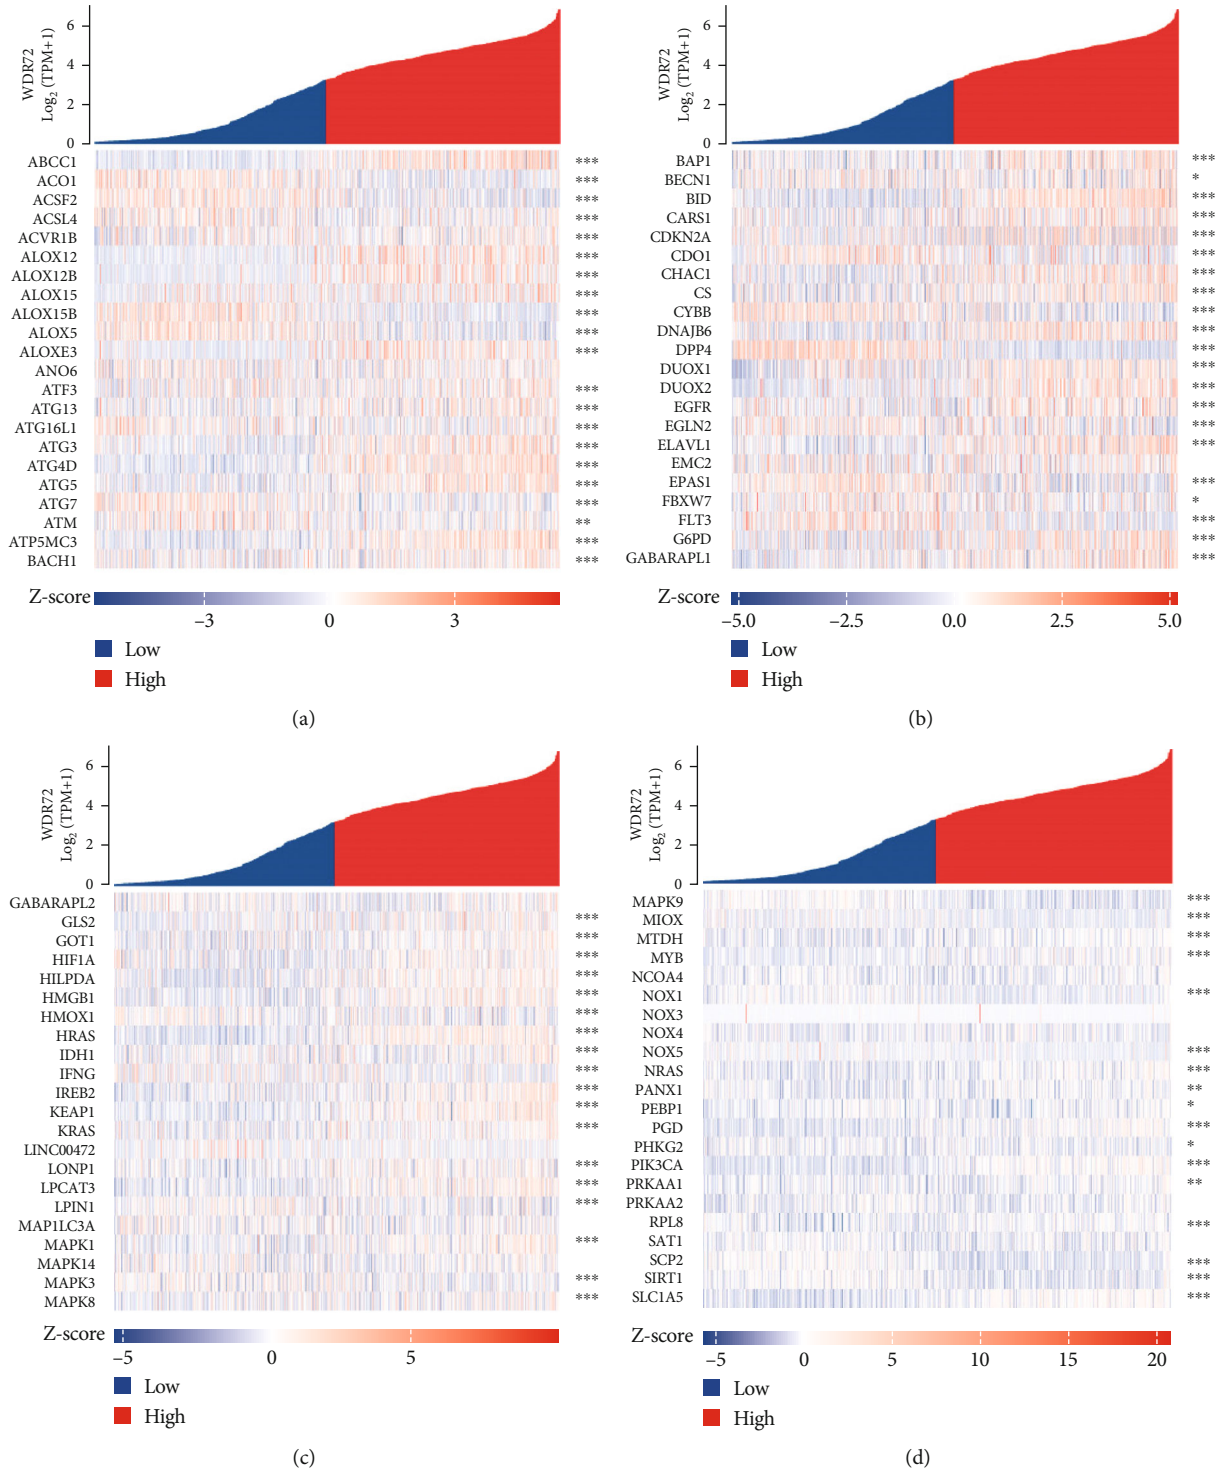 WDR72
Log2 (TPM+1)
6
4
2
0
ABCC1 ***
ACO1 ***
ACSF2 ***
ACSL4 ***
ACVR1B ***
ALOX12 ***
ALOX12B ***
ALOX15 ***
ALOX15B ***
ALOX5 ***
ALOXE3 ***
ANO6
ATF3 ***
ATG13 ***
ATG16L1 ***
ATG3 ***
ATG4D ***
ATG5 ***
ATG7 ***
ATM **
ATP5MC3 ***
BACH1 ***
Z-score
–3 0 3
Low
High
(a)
WDR72
Log2 (TPM+1)
6
4
2
0
BAP1 ***
BECN1 *
BID ***
CARS1 ***
CDKN2A ***
CDO1 ***
CHAC1 ***
CS ***
CYBB ***
DNAJB6 ***
DPP4 ***
DUOX1 ***
DUOX2 ***
EGFR ***
EGLN2 ***
ELAVL1 ***
EMC2
EPAS1 ***
FBXW7 *
FLT3 ***
G6PD ***
GABARAPL1 ***
Z-score
–5.0 –2.5 0.0 2.5 5.0
Low
High
(b)
WDR72
Log2 (TPM+1)
6
4
2
0
GABARAPL2
GLS2 ***
GOT1 ***
HIF1A ***
HILPDA ***
HMGB1 ***
HMOX1 ***
HRAS ***
IDH1 ***
IFNG ***
IREB2 ***
KEAP1 ***
KRAS ***
LINC00472
LONP1 ***
LPCAT3 ***
LPIN1 ***
MAP1LC3A
MAPK1 ***
MAPK14
MAPK3 ***
MAPK8 ***
Z-score
–5 0 5
Low
High
(c)
WDR72
Log2 (TPM+1)
6
4
2
0
MAPK9 ***
MIOX ***
MTDH ***
MYB ***
NCOA4
NOX1 ***
NOX3
NOX4
NOX5 ***
NRAS ***
PANX1 **
PEBP1 *
PGD ***
PHKG2 *
PIK3CA ***
PRKAA1 **
PRKAA2
RPL8 ***
SAT1
SCP2 ***
SIRT1 ***
SLC1A5 ***
Z-score
–5 0 5 10 15 20
Low
High
(d)